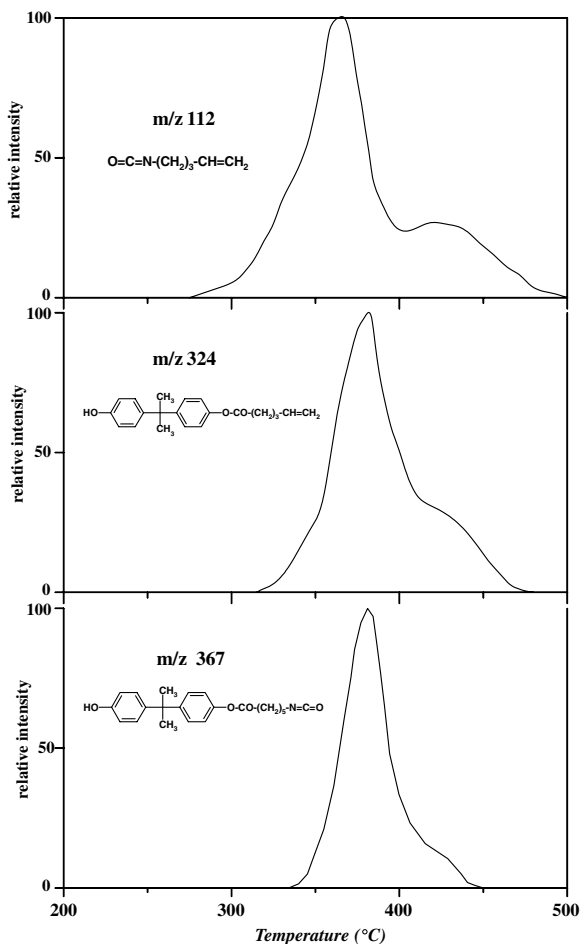 100
m/z 112
O=C=N-(CH2)3-CH=CH2
50
relative intensity
0
100
m/z 324
CH3
HO
O-CO-(CH2)3-CH=CH2
CH3
50
relative intensity
0
100
m/z 367
CH3
HO
O-CO-(CH2)5-N=C=O
CH3
50
relative intensity
0
200
300
400
500
Temperature (°C)